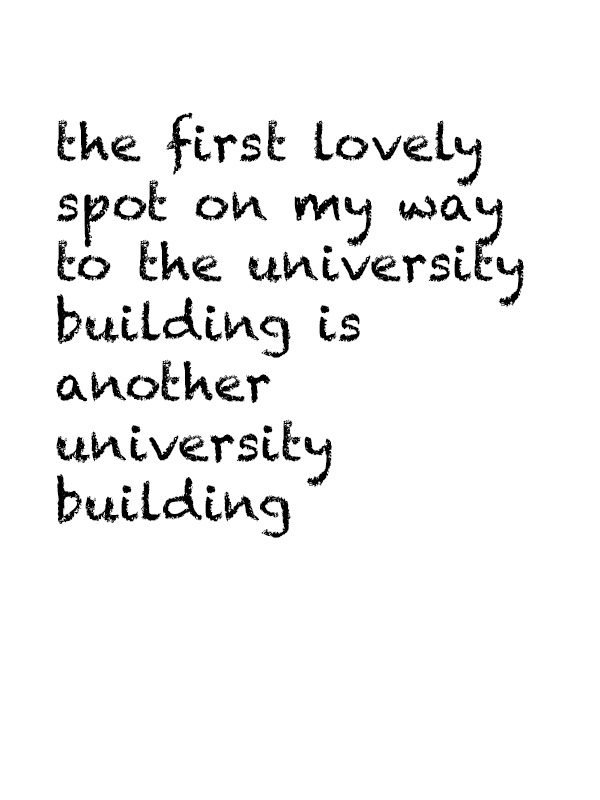 the first lovely
spot on my way
to the university
building is
another
university
building